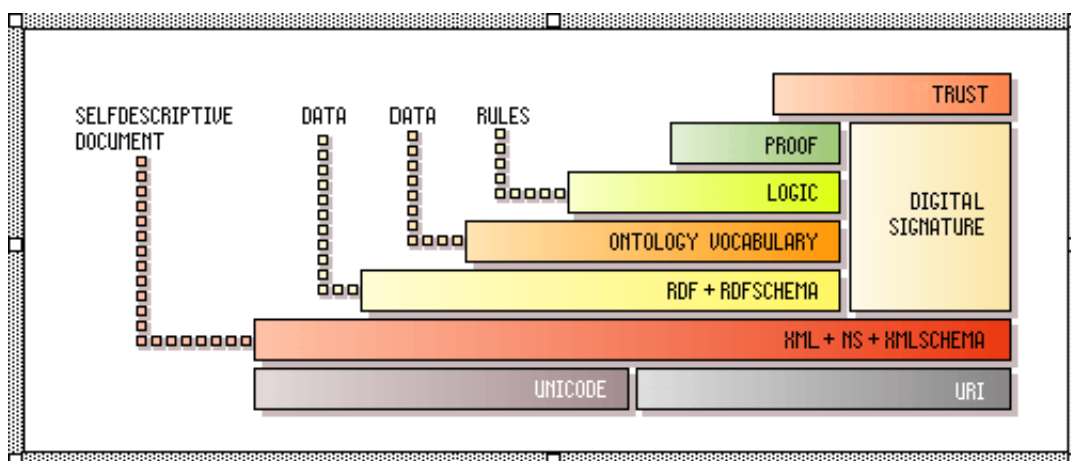 SELFDESCRIPTIVE
DOCUMENT
DATA
DATA
RULES
TRUST
PROOF
LOGIC
DIGITAL
SIGNATURE
ONTOLOGY VOCABULARY
RDF + RDFSCHEMA
XML + NS + XMLSCHEMA
UNICODE
URI